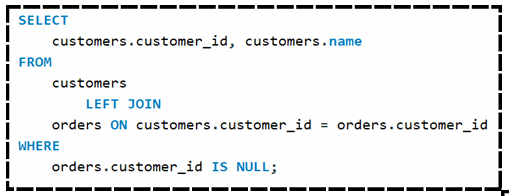 SELECT
customers.customer_id, customers.name
FROM
customers
LEFT JOIN
orders ON customers.customer_id = orders.customer_id
WHERE
orders.customer_id IS NULL;